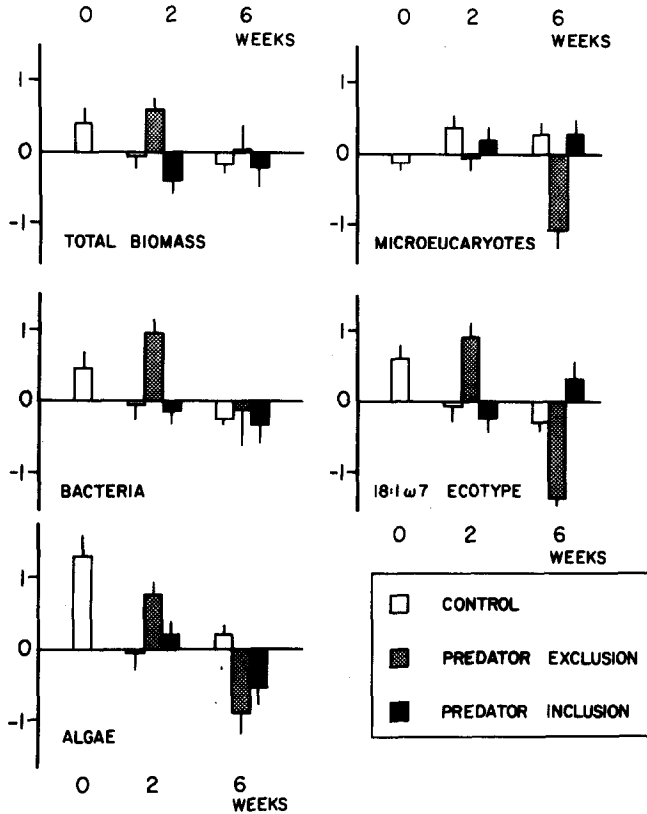 0 2 6
WEEKS
1
0
-1
TOTAL BIOMASS
0 2 6
WEEKS
1
0
-1
MICROEUCARYOTES
1
0
-1
BACTERIA
1
0
-1
18:1ω7 ECOTYPE
0 2 6
WEEKS
1
0
-1
ALGAE
0 2 6
WEEKS
CONTROL
PREDATOR EXCLUSION
PREDATOR INCLUSION